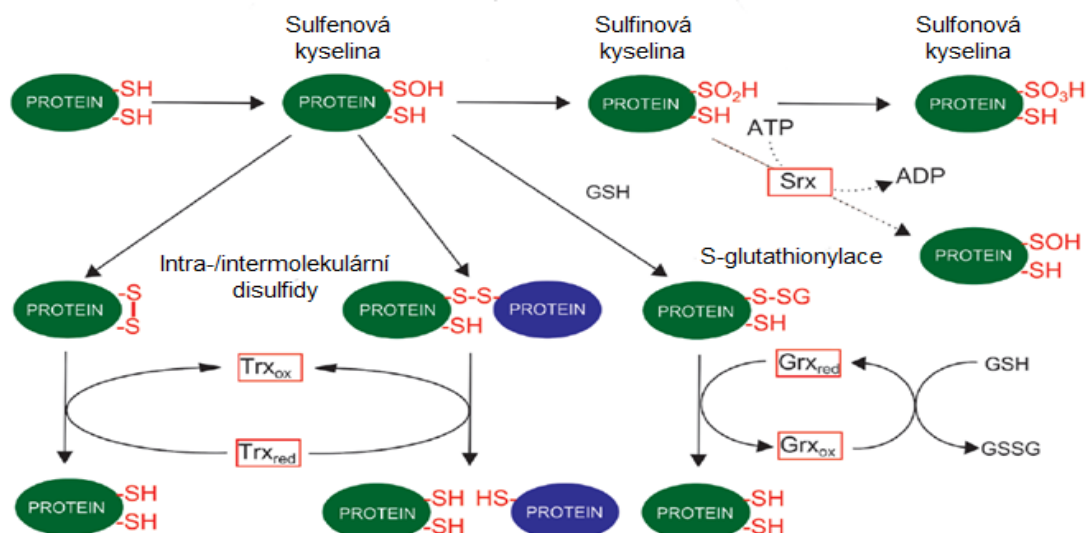 Sulfenová
kyselina
Sulfinová
kyselina
Sulfonová
kyselina
PROTEIN
-SH
-SH
PROTEIN
-SOH
-SH
PROTEIN
-SO₂H
-SH
PROTEIN
-SO₃H
-SH
ATP
Srx
ADP
GSH
PROTEIN
-SOH
-SH
Intra-/intermolekulární
disulfidy
S-glutathionylace
PROTEIN
-S
-S
PROTEIN
-S-S-
-SH
PROTEIN
PROTEIN
-S-SG
-SH
Trxox
Trxred
Grxred
GSH
Grxox
GSSG
PROTEIN
-SH
-SH
PROTEIN
-SH
-SH
HS-
PROTEIN
PROTEIN
-SH
-SH